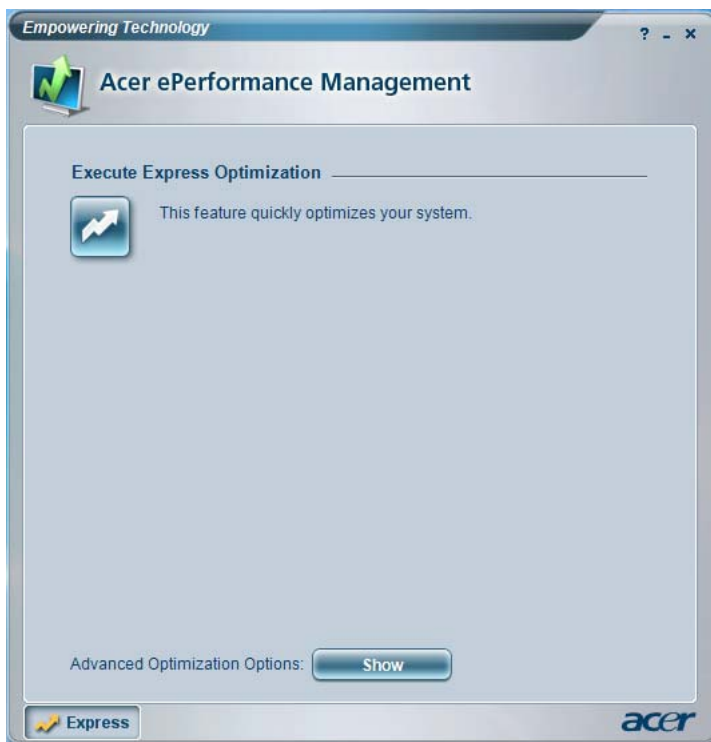 Empowering Technology
? - ×
Acer ePerformance Management
Execute Express Optimization
This feature quickly optimizes your system.
Advanced Optimization Options: Show
Express
acer